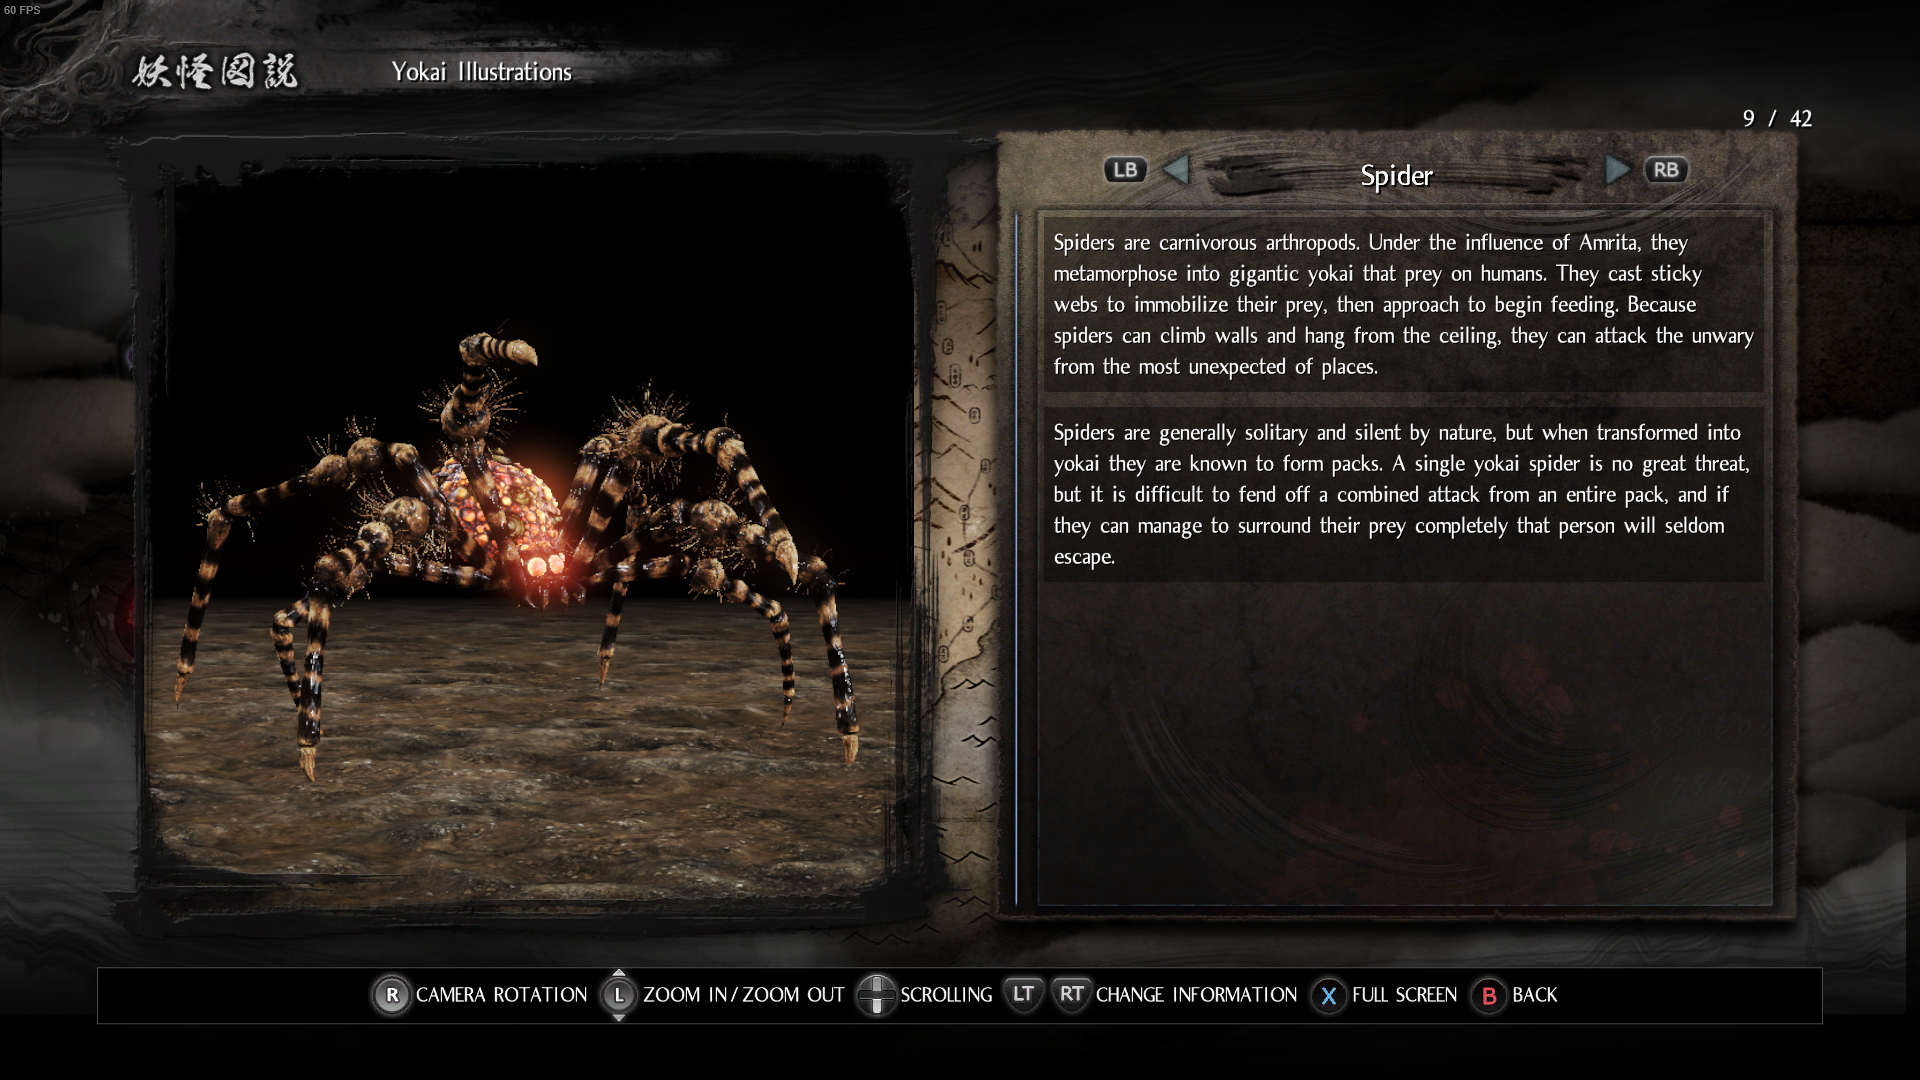 60 FPS
妖怪図説
Yokai Illustrations
9 / 42
LB
Spider
RB
Spiders are carnivorous arthropods. Under the influence of Amrita, they
metamorphose into gigantic yokai that prey on humans. They cast sticky
webs to immobilize their prey, then approach to begin feeding. Because
spiders can climb walls and hang from the ceiling, they can attack the unwary
from the most unexpected of places.
Spiders are generally solitary and silent by nature, but when transformed into
yokai they are known to form packs. A single yokai spider is no great threat,
but it is difficult to fend off a combined attack from an entire pack, and if
they can manage to surround their prey completely that person will seldom
escape.
R CAMERA ROTATION L ZOOM IN / ZOOM OUT SCROLLING LT RT CHANGE INFORMATION X FULL SCREEN B BACK